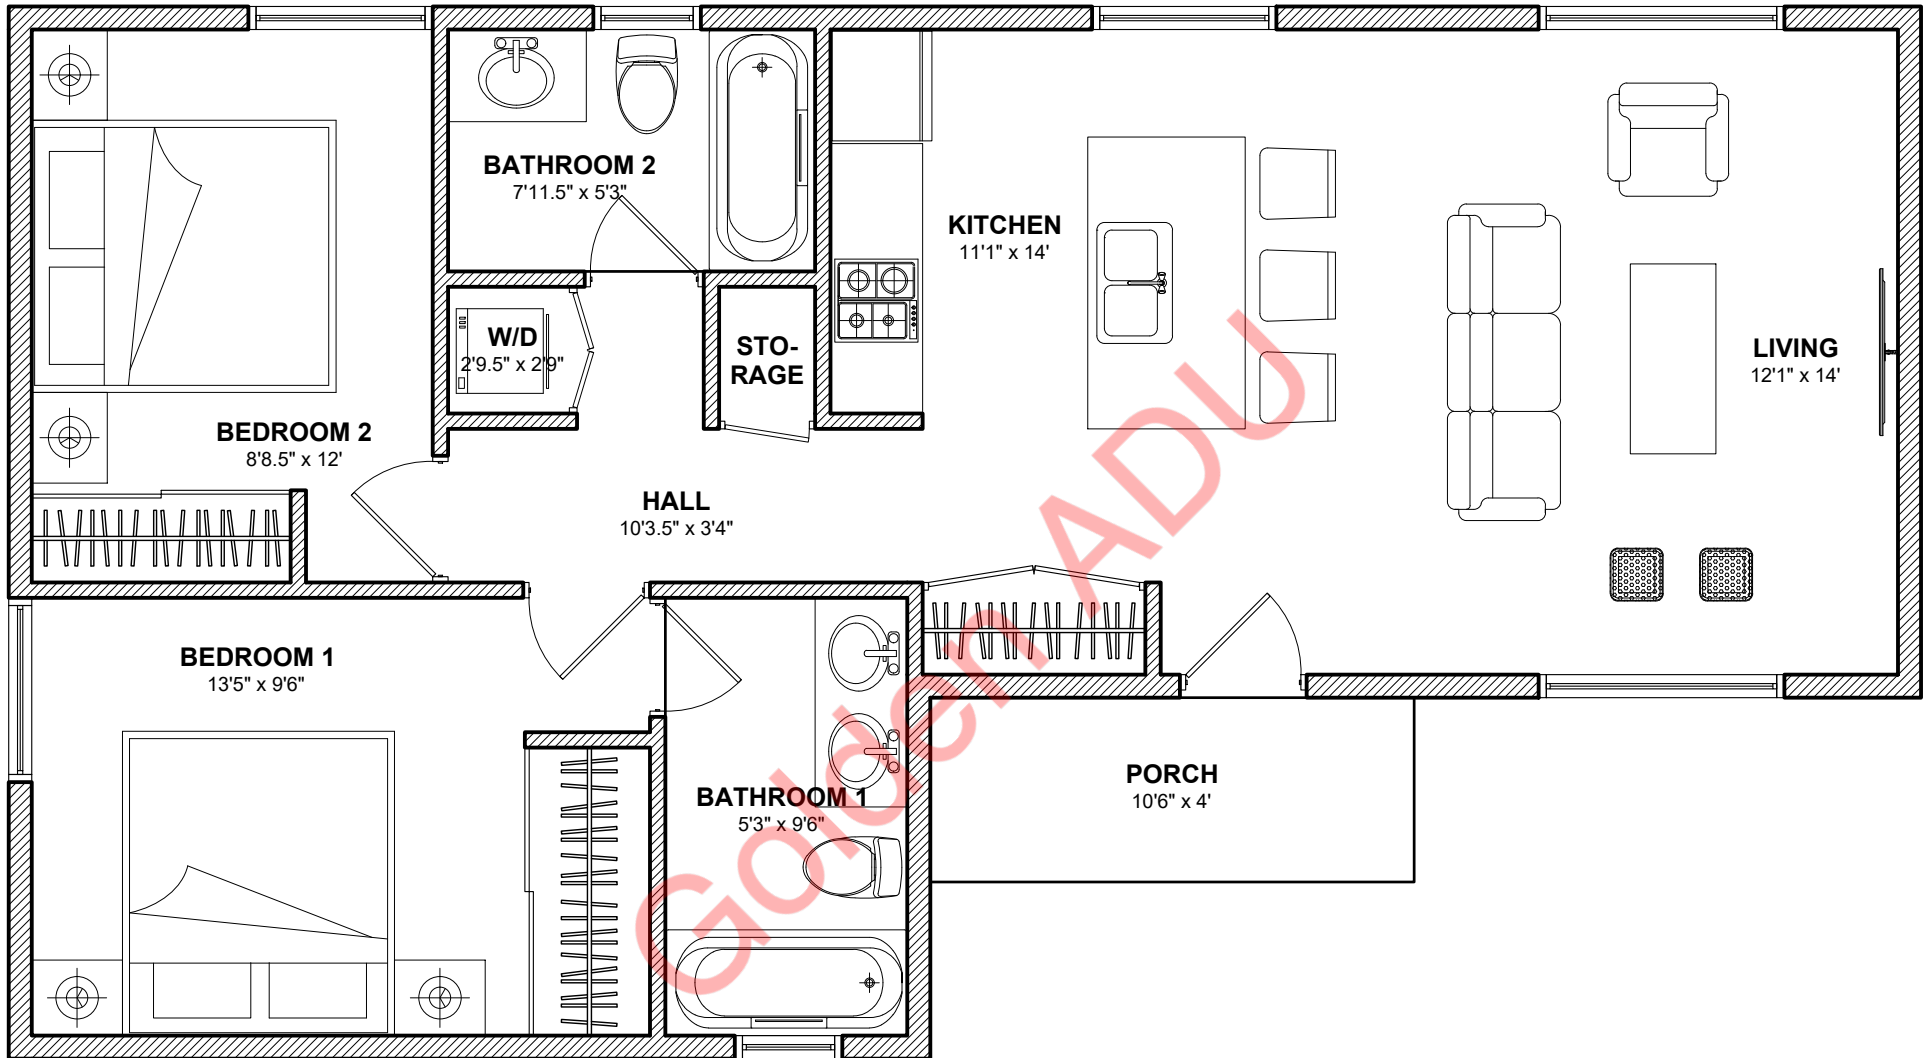 BATHROOM 2
7'11.5" x 5'3"
KITCHEN
11'1" x 14'
W/D
2'9.5" x 2'9"
STO-
RAGE
LIVING
12'1" x 14'
BEDROOM 2
8'8.5" x 12'
HALL
10'3.5" x 3'4"
BEDROOM 1
13'5" x 9'6"
BATHROOM 1
5'3" x 9'6"
PORCH
10'6" x 4'
Golden ADU